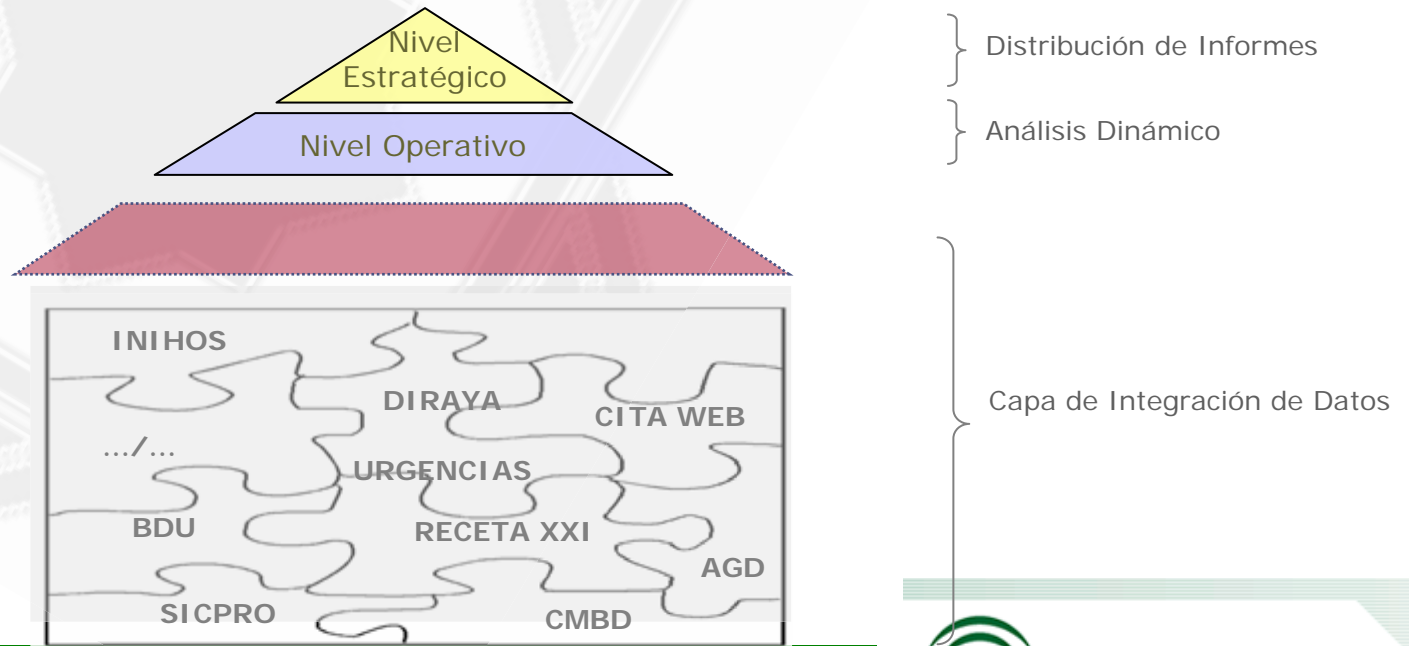 Nivel
Estratégico
Distribución de Informes
Nivel Operativo
Análisis Dinámico
INIHOS
DIRAYA
CITA WEB
Capa de Integración de Datos
.../...
URGENCIAS
BDU
RECETA XXI
AGD
SICPRO
CMBD